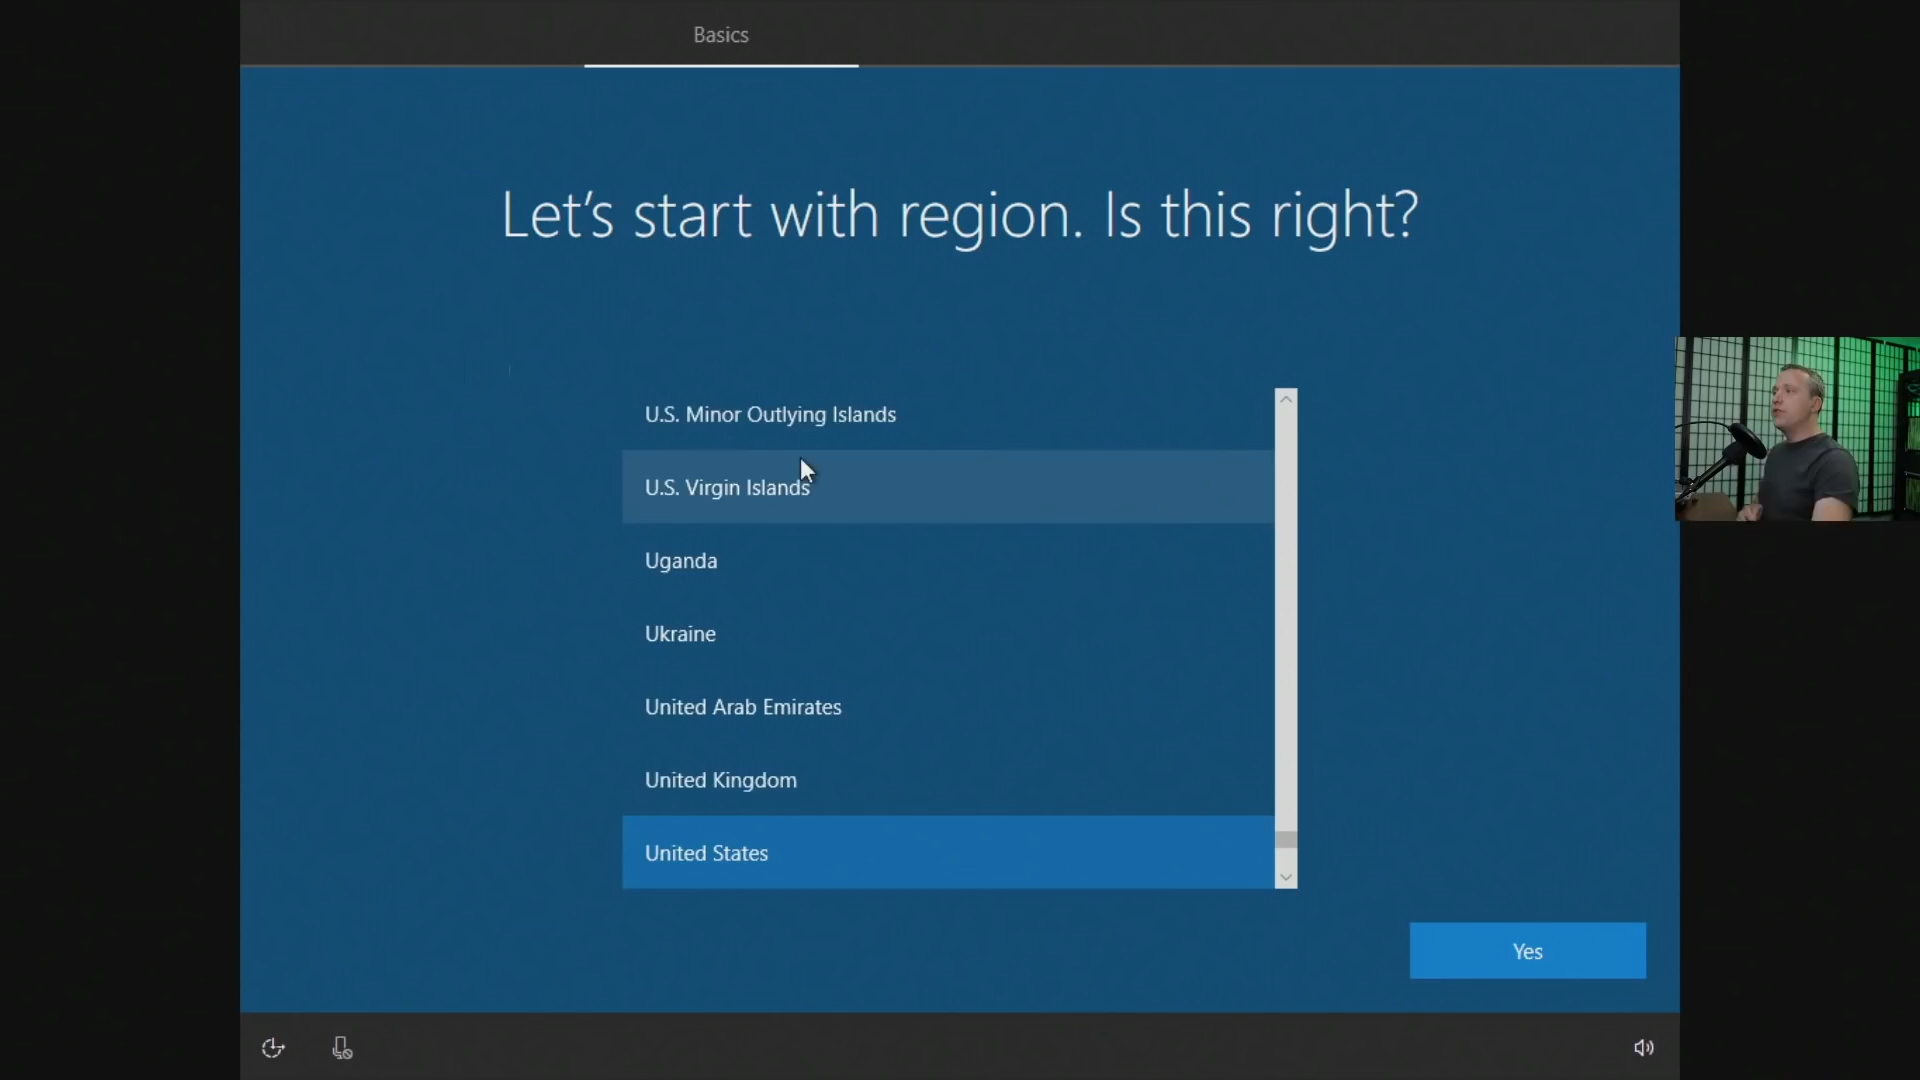 Basics
Let's start with region. Is this right?
U.S. Minor Outlying Islands
U.S. Virgin Islands
Uganda
Ukraine
United Arab Emirates
United Kingdom
United States
Yes